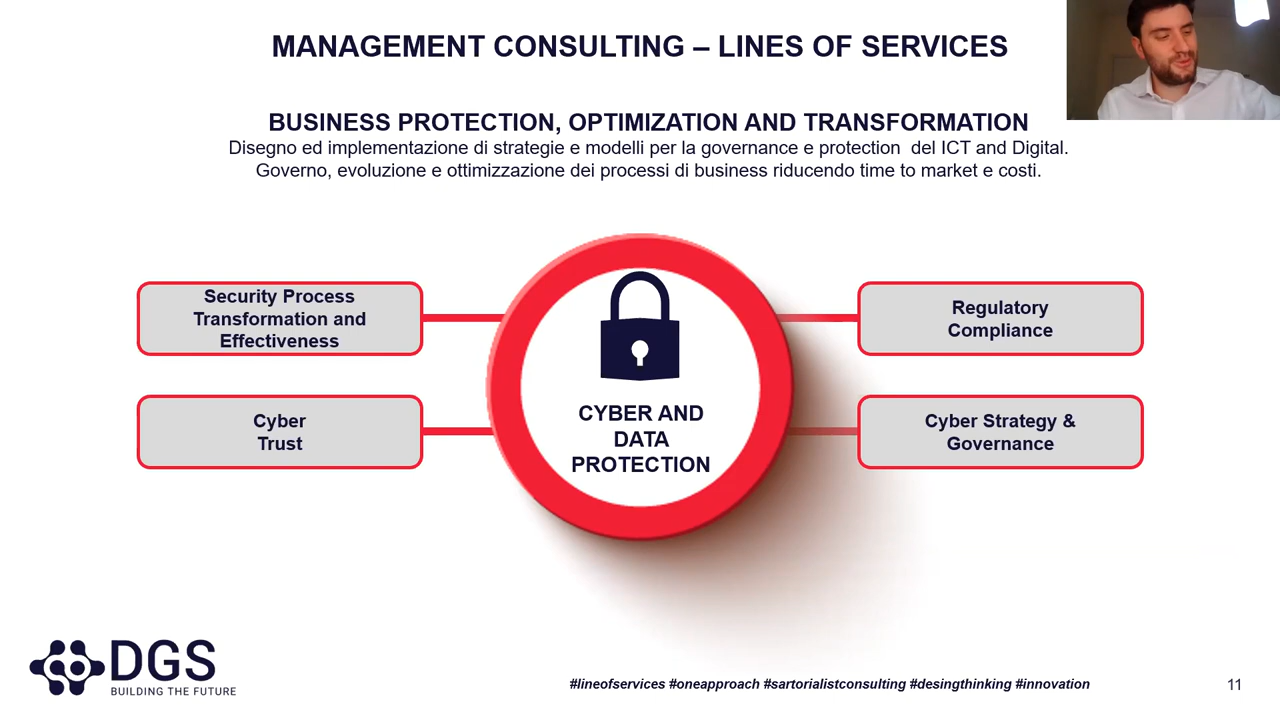 MANAGEMENT CONSULTING – LINES OF SERVICES
BUSINESS PROTECTION, OPTIMIZATION AND TRANSFORMATION
Disegno ed implementazione di strategie e modelli per la governance e protection del ICT and Digital.
Governo, evoluzione e ottimizzazione dei processi di business riducendo time to market e costi.
Security Process
Transformation and
Effectiveness
Cyber
Trust
CYBER AND
DATA
PROTECTION
Regulatory
Compliance
Cyber Strategy &
Governance
DGS
BUILDING THE FUTURE
#lineofservices #oneapproach #sartorialistconsulting #desingthinking #innovation
11